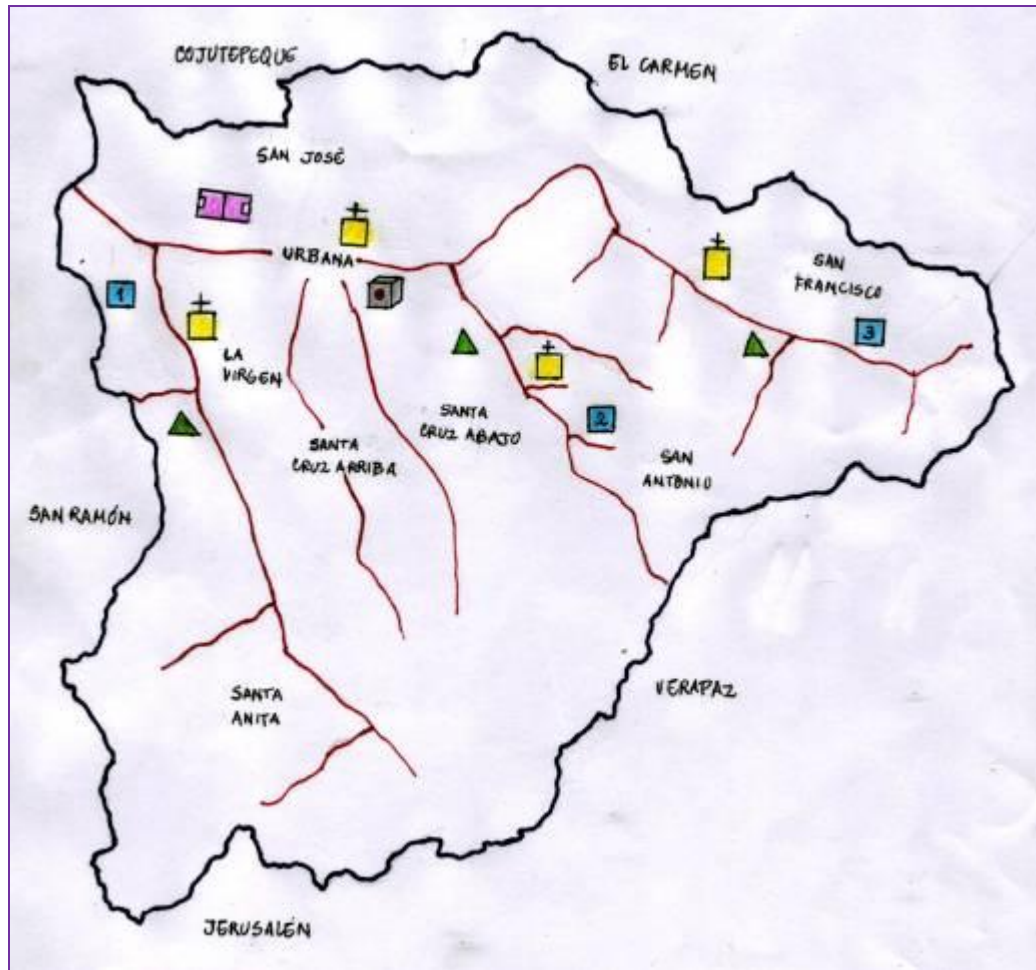 COJUTEPEQUE
EL CARMEN
SAN JOSÉ
URBANA
SAN
FRANCISCO
1
3
LA
VIRGEN
2
SANTA
CRUZ ABAJO
SANTA
CRUZ ARRIBA
SAN
ANTONIO
SAN RAMÓN
SANTA
ANITA
VERAPAZ
JERUSALÉN